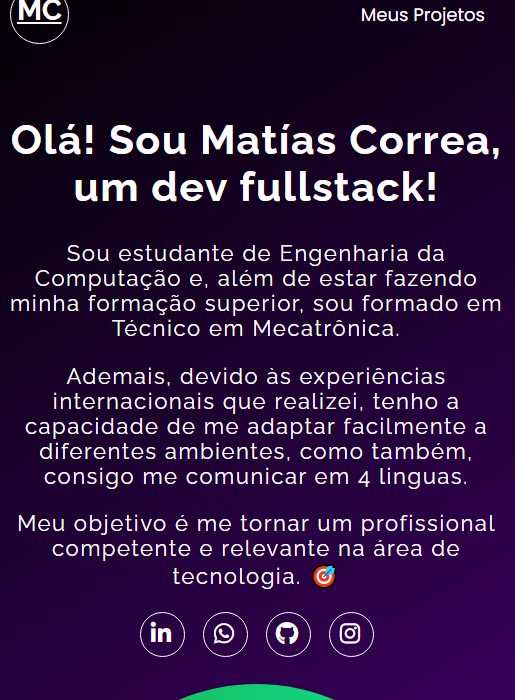 MC
Meus Projetos
Olá! Sou Matías Correa,
um dev fullstack!
Sou estudante de Engenharia da
Computação e, além de estar fazendo
minha formação superior, sou formado em
Técnico em Mecatrônica.
Ademais, devido às experiências
internacionais que realizei, tenho a
capacidade de me adaptar facilmente a
diferentes ambientes, como também,
consigo me comunicar em 4 linguas.
Meu objetivo é me tornar um profissional
competente e relevante na área de
tecnologia. 🎯
in